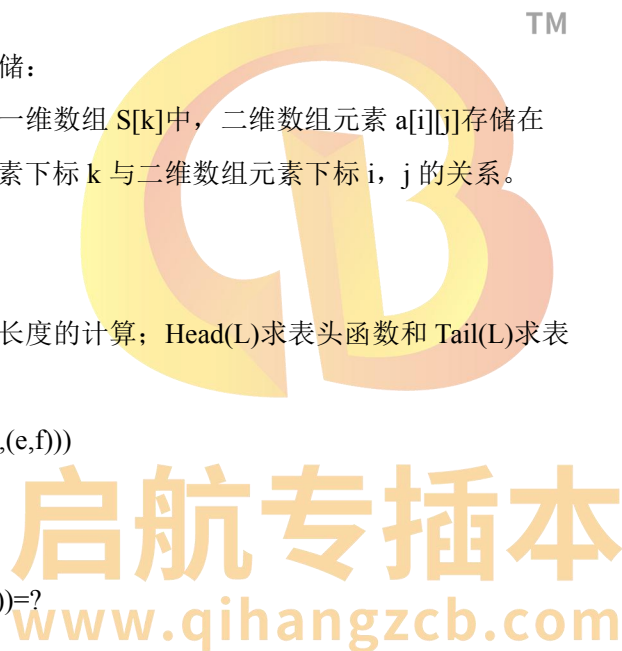 TM
储：
一维数组 S[k]中，二维数组元素 a[i][j]存储在
素下标 k 与二维数组元素下标 i，j 的关系。
长度的计算；Head(L)求表头函数和 Tail(L)求表
,(e,f)))
启航专插本
))=?
www.qihangzcb.com